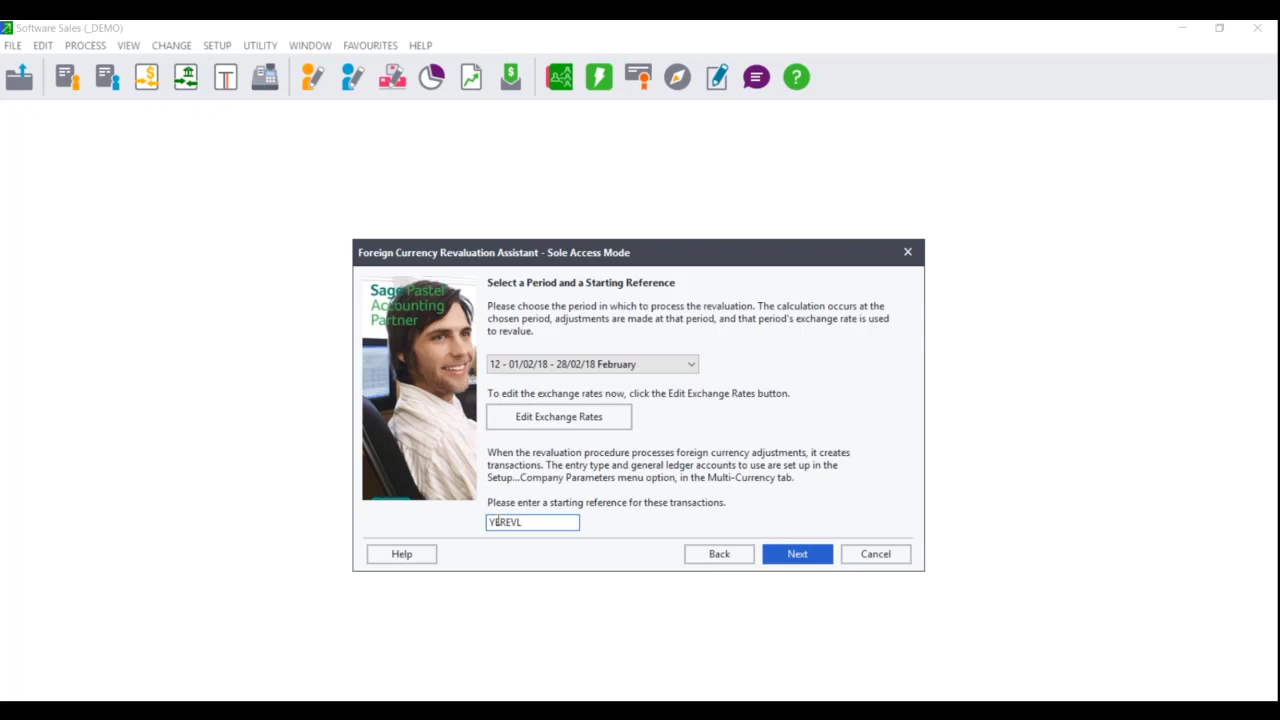 Software Sales (_DEMO)
FILE EDIT PROCESS VIEW CHANGE SETUP UTILITY WINDOW FAVOURITES HELP
Foreign Currency Revaluation Assistant - Sole Access Mode
Sage Pastel
Accounting
Partner
Select a Period and a Starting Reference
Please choose the period in which to process the revaluation. The calculation occurs at the
chosen period, adjustments are made at that period, and that period's exchange rate is used
to revalue.
12 - 01/02/18 - 28/02/18 February
To edit the exchange rates now, click the Edit Exchange Rates button.
Edit Exchange Rates
When the revaluation procedure processes foreign currency adjustments, it creates
transactions. The entry type and general ledger accounts to use are set up in the
Setup...Company Parameters menu option, in the Multi-Currency tab.
Please enter a starting reference for these transactions.
YEREVL
Help Back Next Cancel